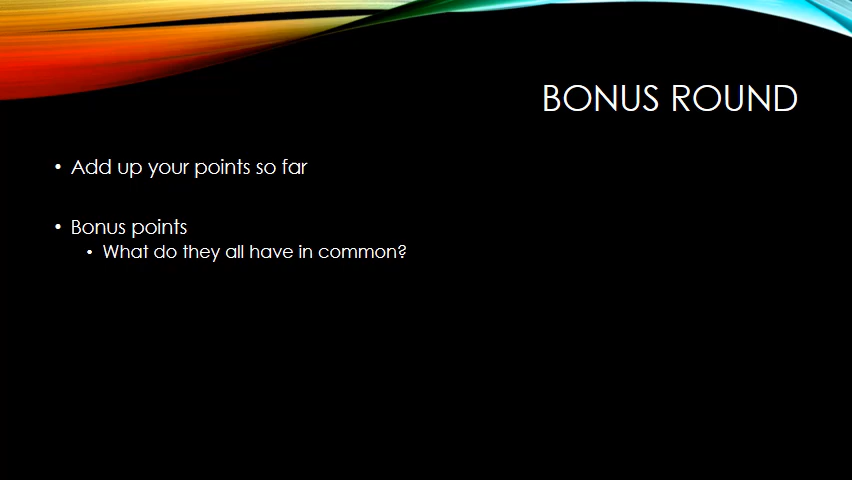 BONUS ROUND
• Add up your points so far
• Bonus points
• What do they all have in common?